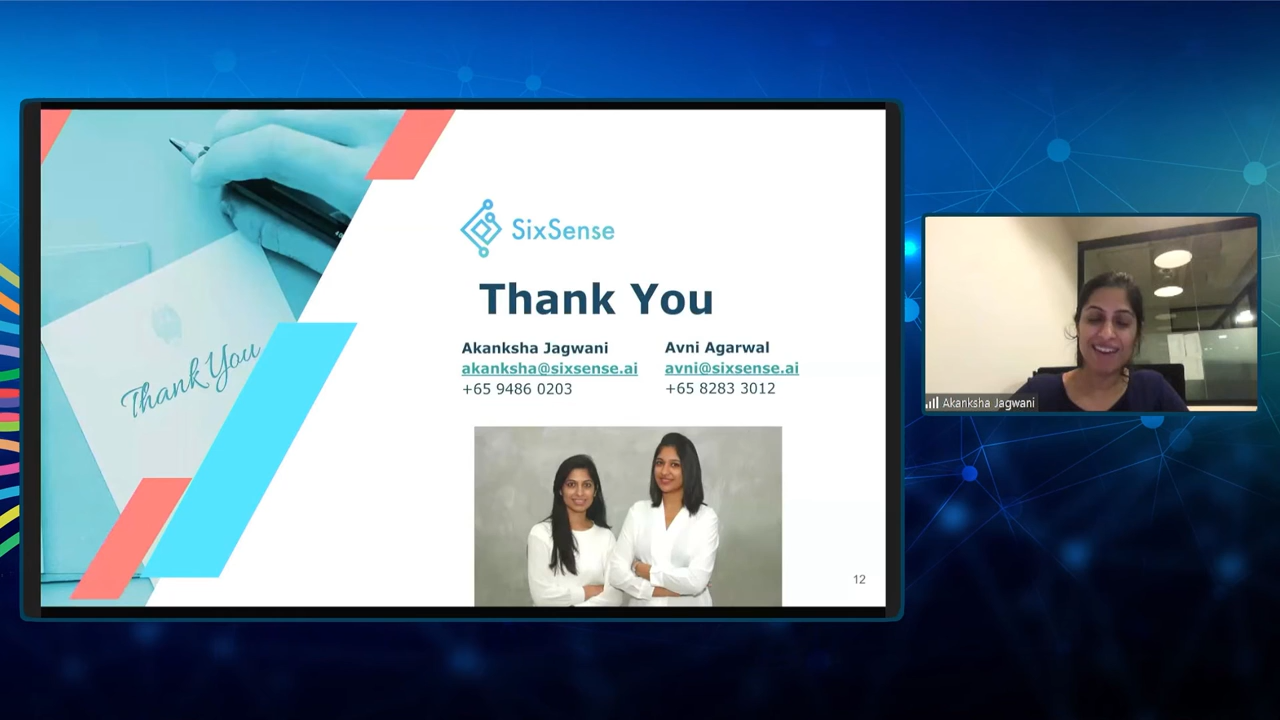 Thank You
SixSense
Thank You
Akanksha Jagwani
akanksha@sixsense.ai
+65 9486 0203
Avni Agarwal
avni@sixsense.ai
+65 8283 3012
12
Akanksha Jagwani